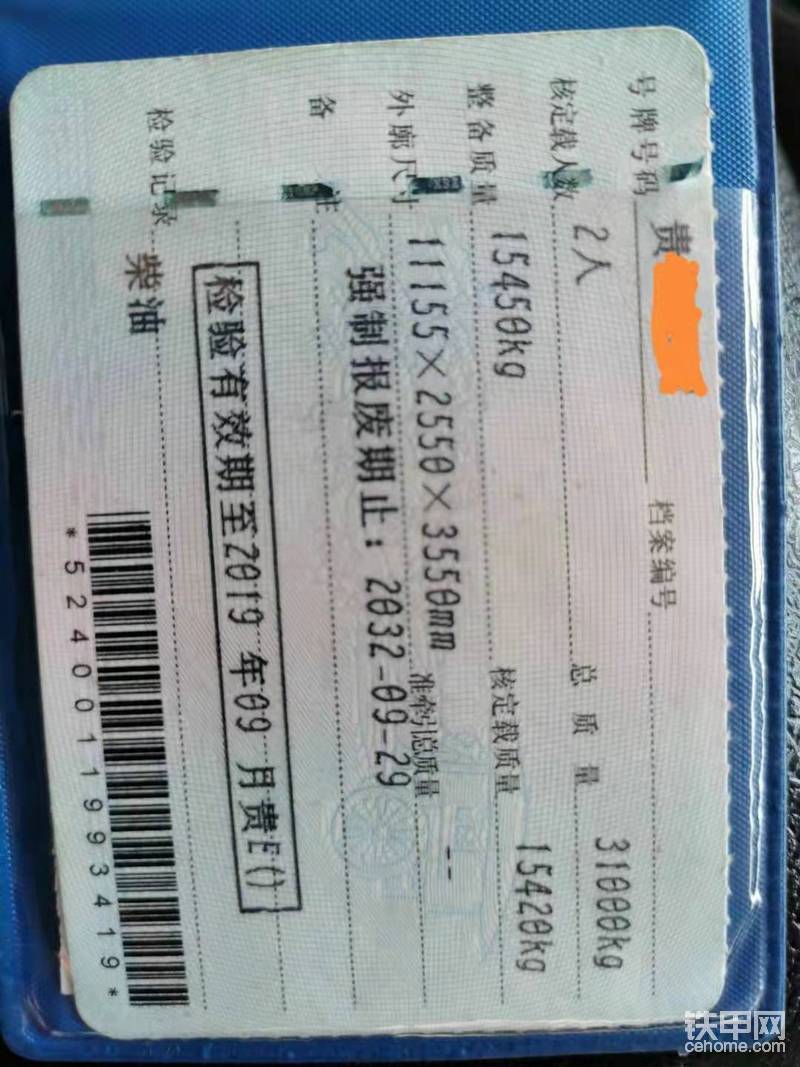 号牌号码 贵 档案编号
核定载人数 2人 总质量 31000kg
整备质量 15450kg 核定载质量 15420kg
外廓尺寸 11155×2550×3550mm 准牵引总质量 --
备注 强制报废期止：2032-09-29
检验有效期至2019年09月贵E()
检验记录 柴油
*5240011993419*
铁甲网
cehome.com